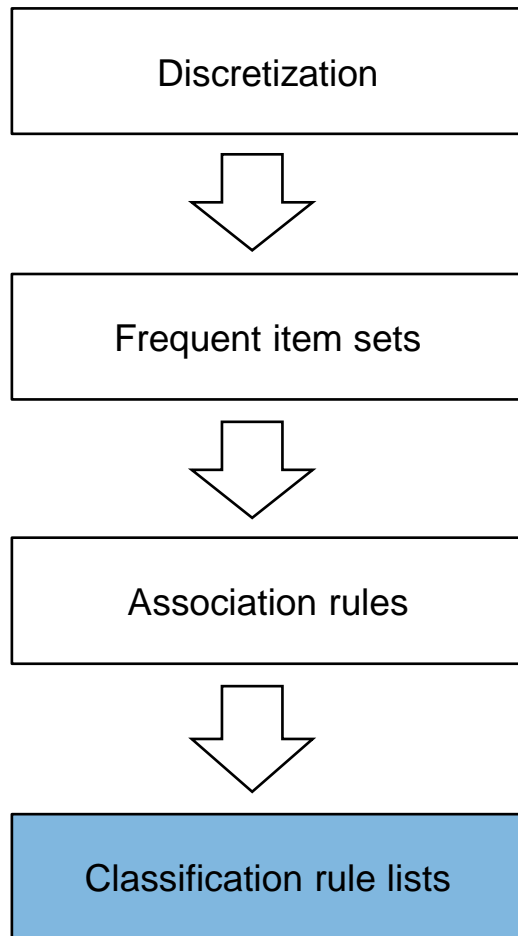 Discretization
Frequent item sets
Association rules
Classification rule lists